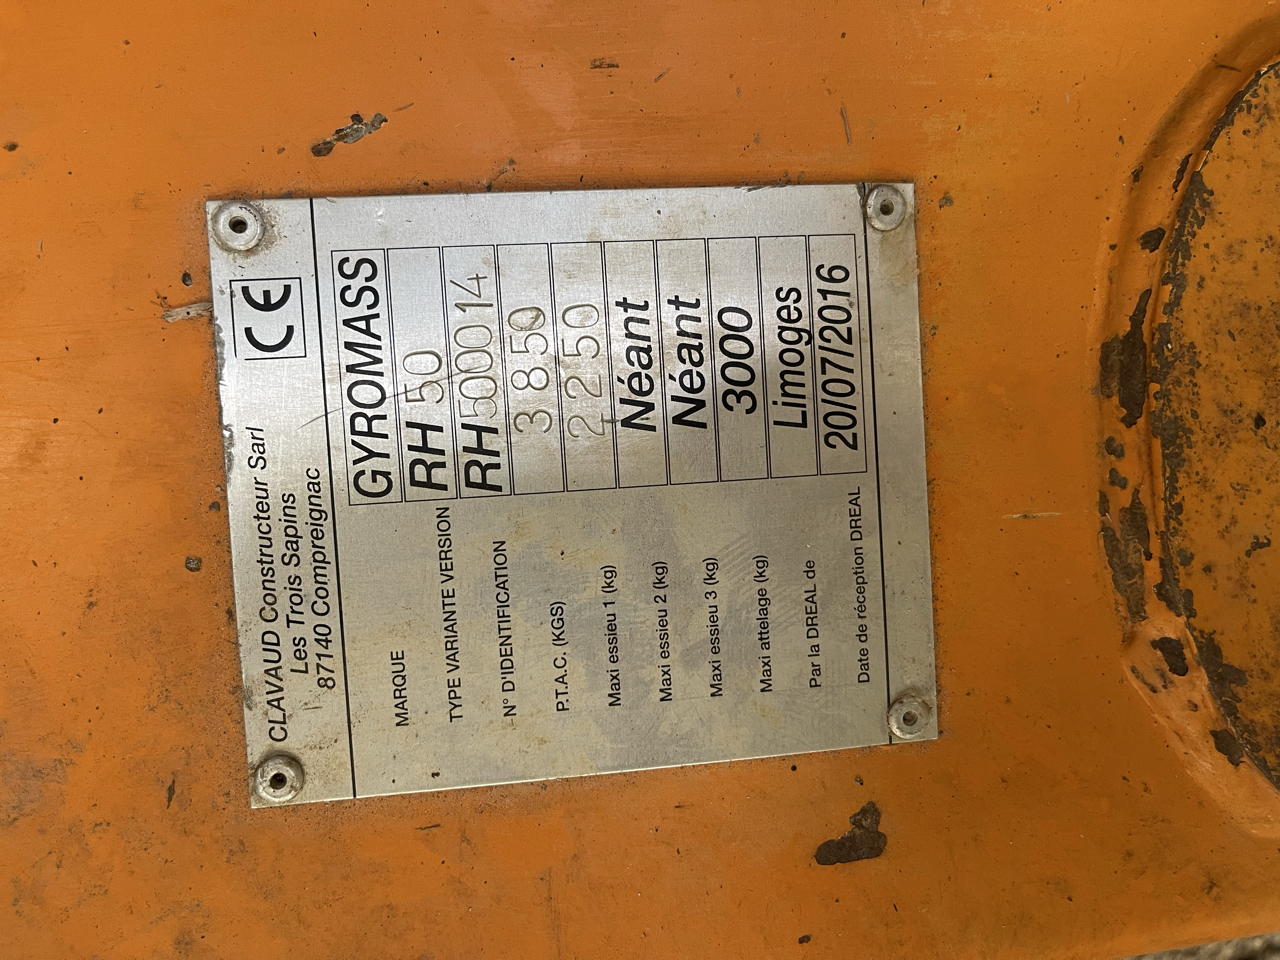 CLAVAUD Constructeur Sarl
Les Trois Sapins
87140 Compreignac
CE
MARQUE GYROMASS
TYPE VARIANTE VERSION RH 50
N° D'IDENTIFICATION RH500014
P.T.A.C. (KGS) 3850
Maxi essieu 1 (kg) 2250
Maxi essieu 2 (kg) Néant
Maxi essieu 3 (kg) Néant
Maxi attelage (kg) 3000
Par la DREAL de Limoges
Date de réception DREAL 20/07/2016